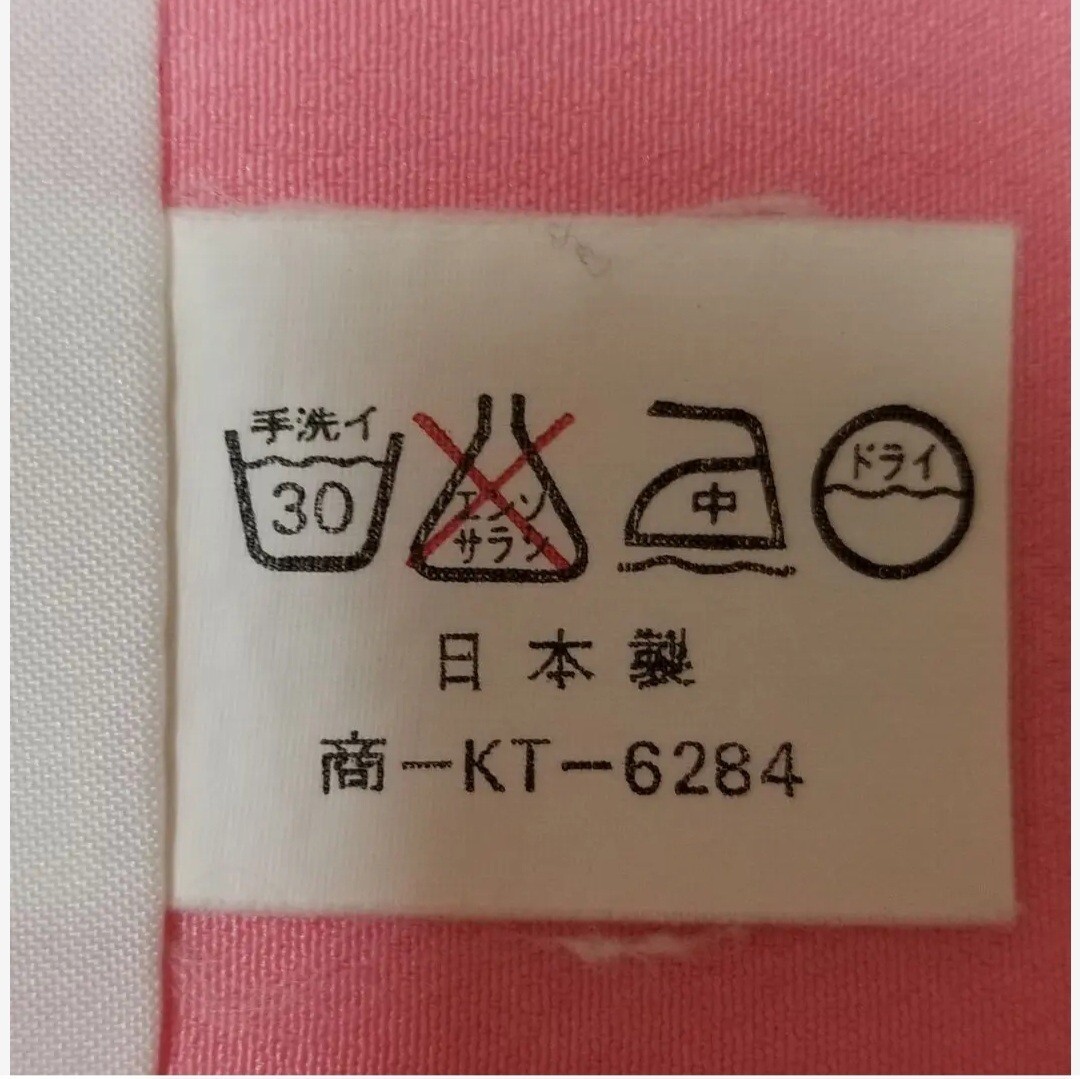 手洗イ
30
エンソ
サラシ
中
ドライ
日本製
商-KT-6284